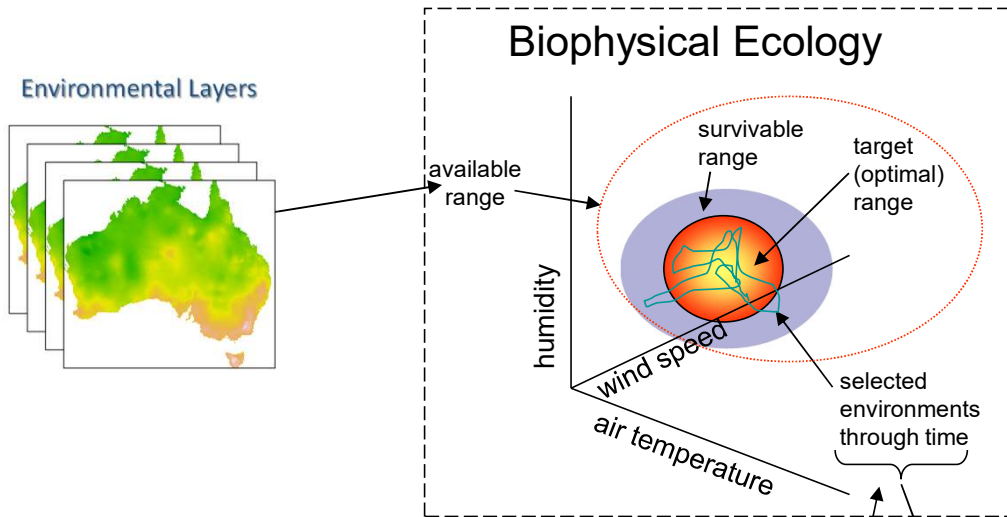 Biophysical Ecology
Environmental Layers
available
range
survivable
range
target
(optimal)
range
humidity
wind speed
air temperature
selected
environments
through time